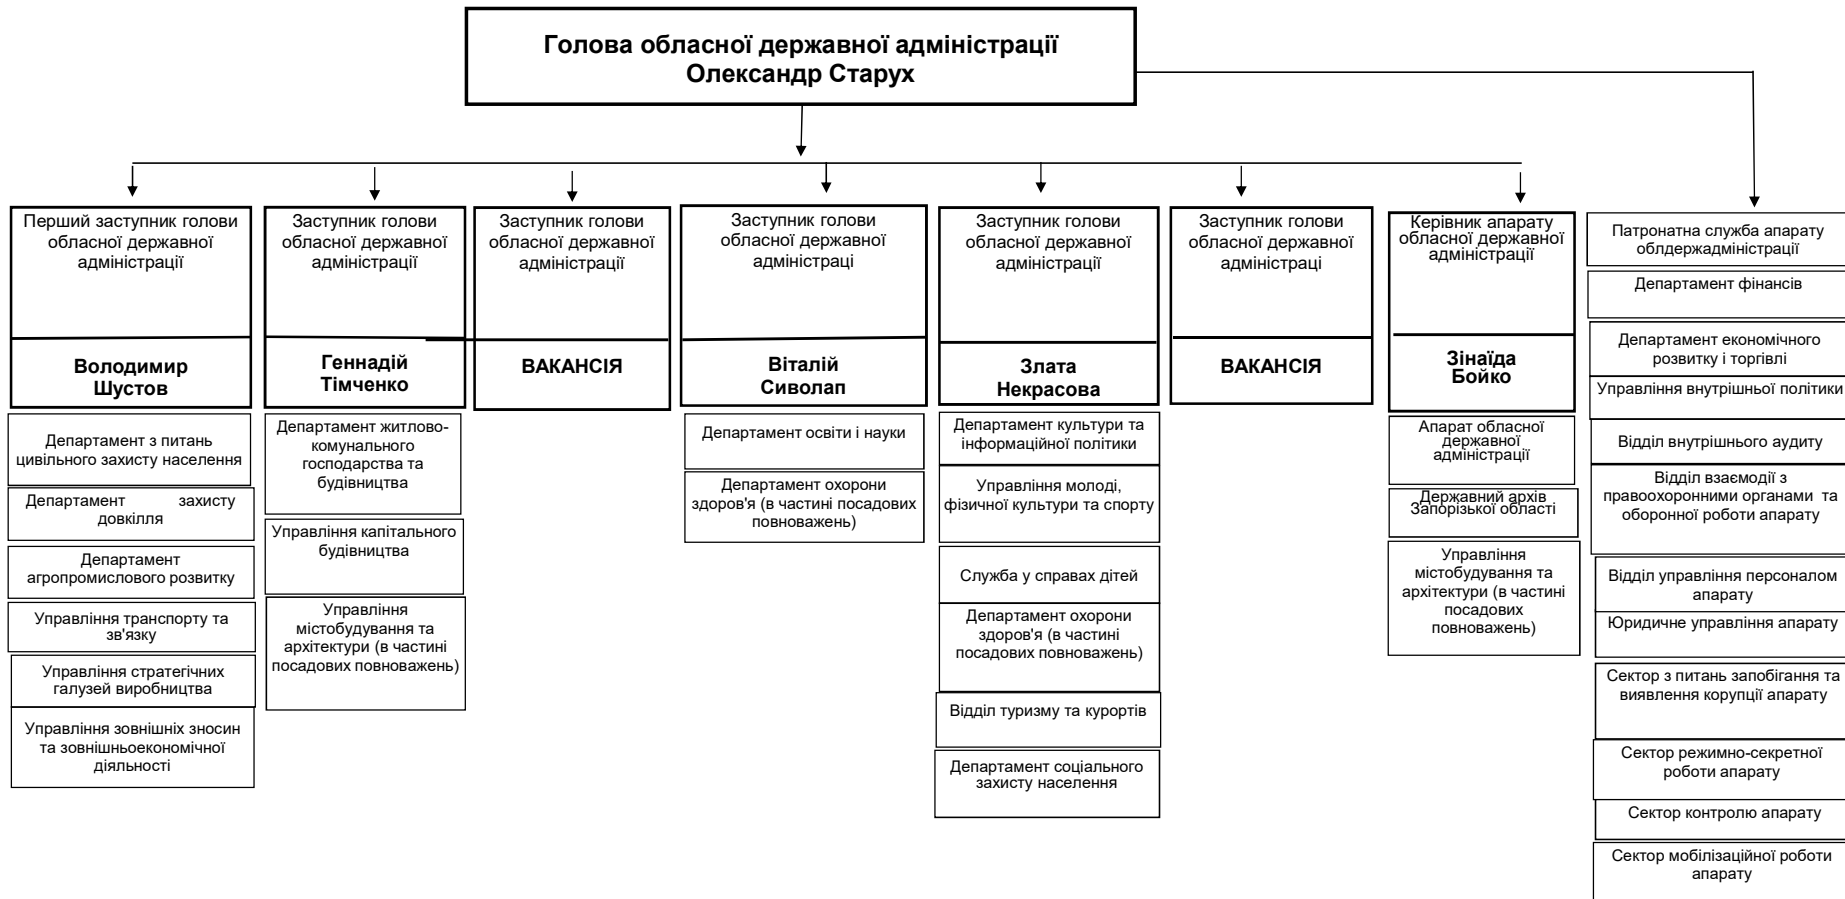 Голова обласної державної адміністрації
Олександр Старух
Перший заступник голови
обласної державної
адміністрації
Володимир
Шустов
Департамент з питань
цивільного захисту населення
Департамент захисту
довкілля
Департамент
агропромислового розвитку
Управління транспорту та
зв'язку
Управління стратегічних
галузей виробництва
Управління зовнішніх зносин
та зовнішньоекономічної
діяльності
Заступник голови
обласної державної
адміністрації
Геннадій
Тімченко
Департамент житлово-
комунального
господарства та
будівництва
Управління капітального
будівництва
Управління
містобудування та
архітектури (в частині
посадових повноважень)
Заступник голови
обласної державної
адміністрації
ВАКАНСІЯ
Заступник голови
обласної державної
адміністраці
Віталій
Сиволап
Департамент освіти і науки
Департамент охорони
здоров'я (в частині посадових
повноважень)
Заступник голови
обласної державної
адміністрації
Злата
Некрасова
Департамент культури та
інформаційної політики
Управління молоді,
фізичної культури та спорту
Служба у справах дітей
Департамент охорони
здоров'я (в частині
посадових повноважень)
Відділ туризму та курортів
Департамент соціального
захисту населення
Заступник голови
обласної державної
адміністраці
ВАКАНСІЯ
Керівник апарату
обласної державної
адміністрації
Зінаїда
Бойко
Апарат обласної
державної
адміністрації
Державний архів
Запорізької області
Управління
містобудування та
архітектури (в частині
посадових
повноважень)
Патронатна служба апарату
облдержадміністрації
Департамент фінансів
Департамент економічного
розвитку і торгівлі
Управління внутрішньої політики
Відділ внутрішнього аудиту
Відділ взаємодії з
правоохоронними органами та
оборонної роботи апарату
Відділ управління персоналом
апарату
Юридичне управління апарату
Сектор з питань запобігання та
виявлення корупції апарату
Сектор режимно-секретної
роботи апарату
Сектор контролю апарату
Сектор мобілізаційної роботи
апарату